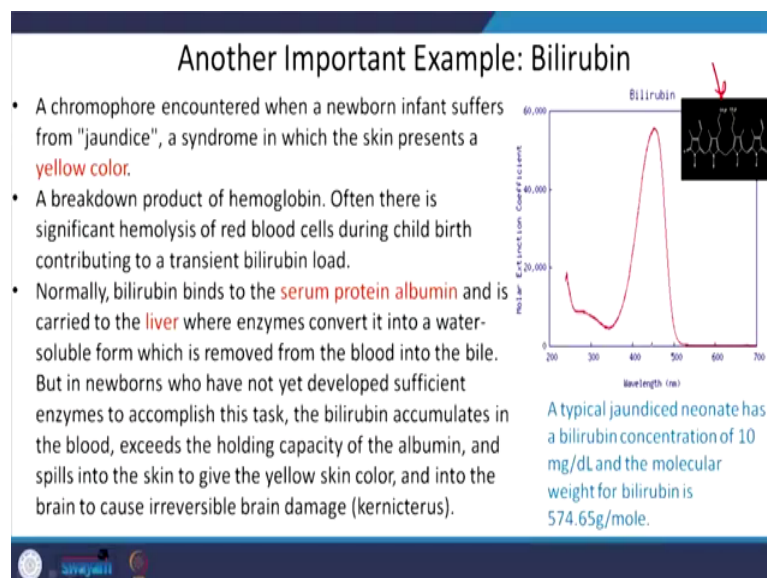 Another Important Example: Bilirubin
• A chromophore encountered when a newborn infant suffers
from "jaundice", a syndrome in which the skin presents a
yellow color.
• A breakdown product of hemoglobin. Often there is
significant hemolysis of red blood cells during child birth
contributing to a transient bilirubin load.
• Normally, bilirubin binds to the serum protein albumin and is
carried to the liver where enzymes convert it into a water-
soluble form which is removed from the blood into the bile.
But in newborns who have not yet developed sufficient
enzymes to accomplish this task, the bilirubin accumulates in
the blood, exceeds the holding capacity of the albumin, and
spills into the skin to give the yellow skin color, and into the
brain to cause irreversible brain damage (kernicterus).
Bilirubin
Molar Extinction Coefficient
60,000
40,000
20,000
0
200 300 400 500 600 700
Wavelength (nm)
A typical jaundiced neonate has
a bilirubin concentration of 10
mg/dL and the molecular
weight for bilirubin is
574.65g/mole.
swayam